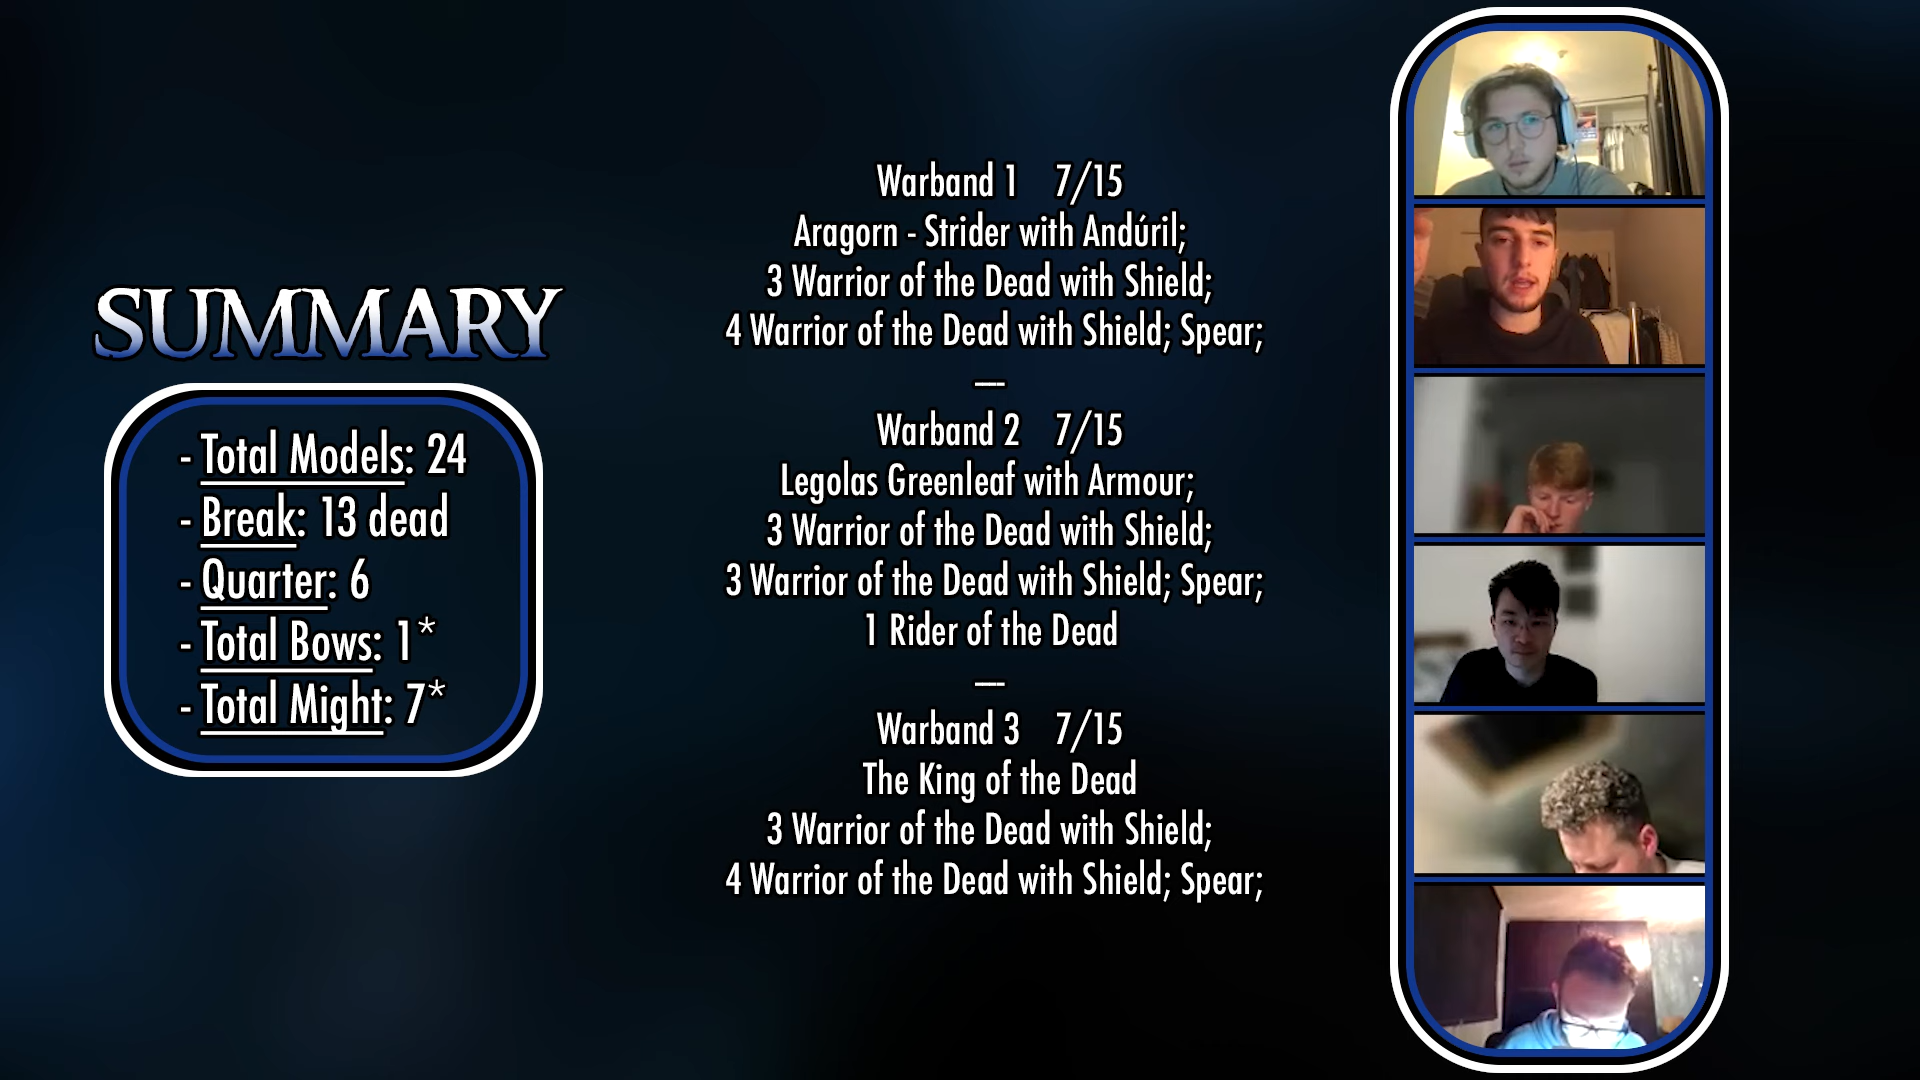 SUMMARY
- Total Models: 24
- Break: 13 dead
- Quarter: 6
- Total Bows: 1*
- Total Might: 7*
Warband 1 7/15
Aragorn - Strider with Andúril;
3 Warrior of the Dead with Shield;
4 Warrior of the Dead with Shield; Spear;
---
Warband 2 7/15
Legolas Greenleaf with Armour;
3 Warrior of the Dead with Shield;
3 Warrior of the Dead with Shield; Spear;
1 Rider of the Dead
---
Warband 3 7/15
The King of the Dead
3 Warrior of the Dead with Shield;
4 Warrior of the Dead with Shield; Spear;